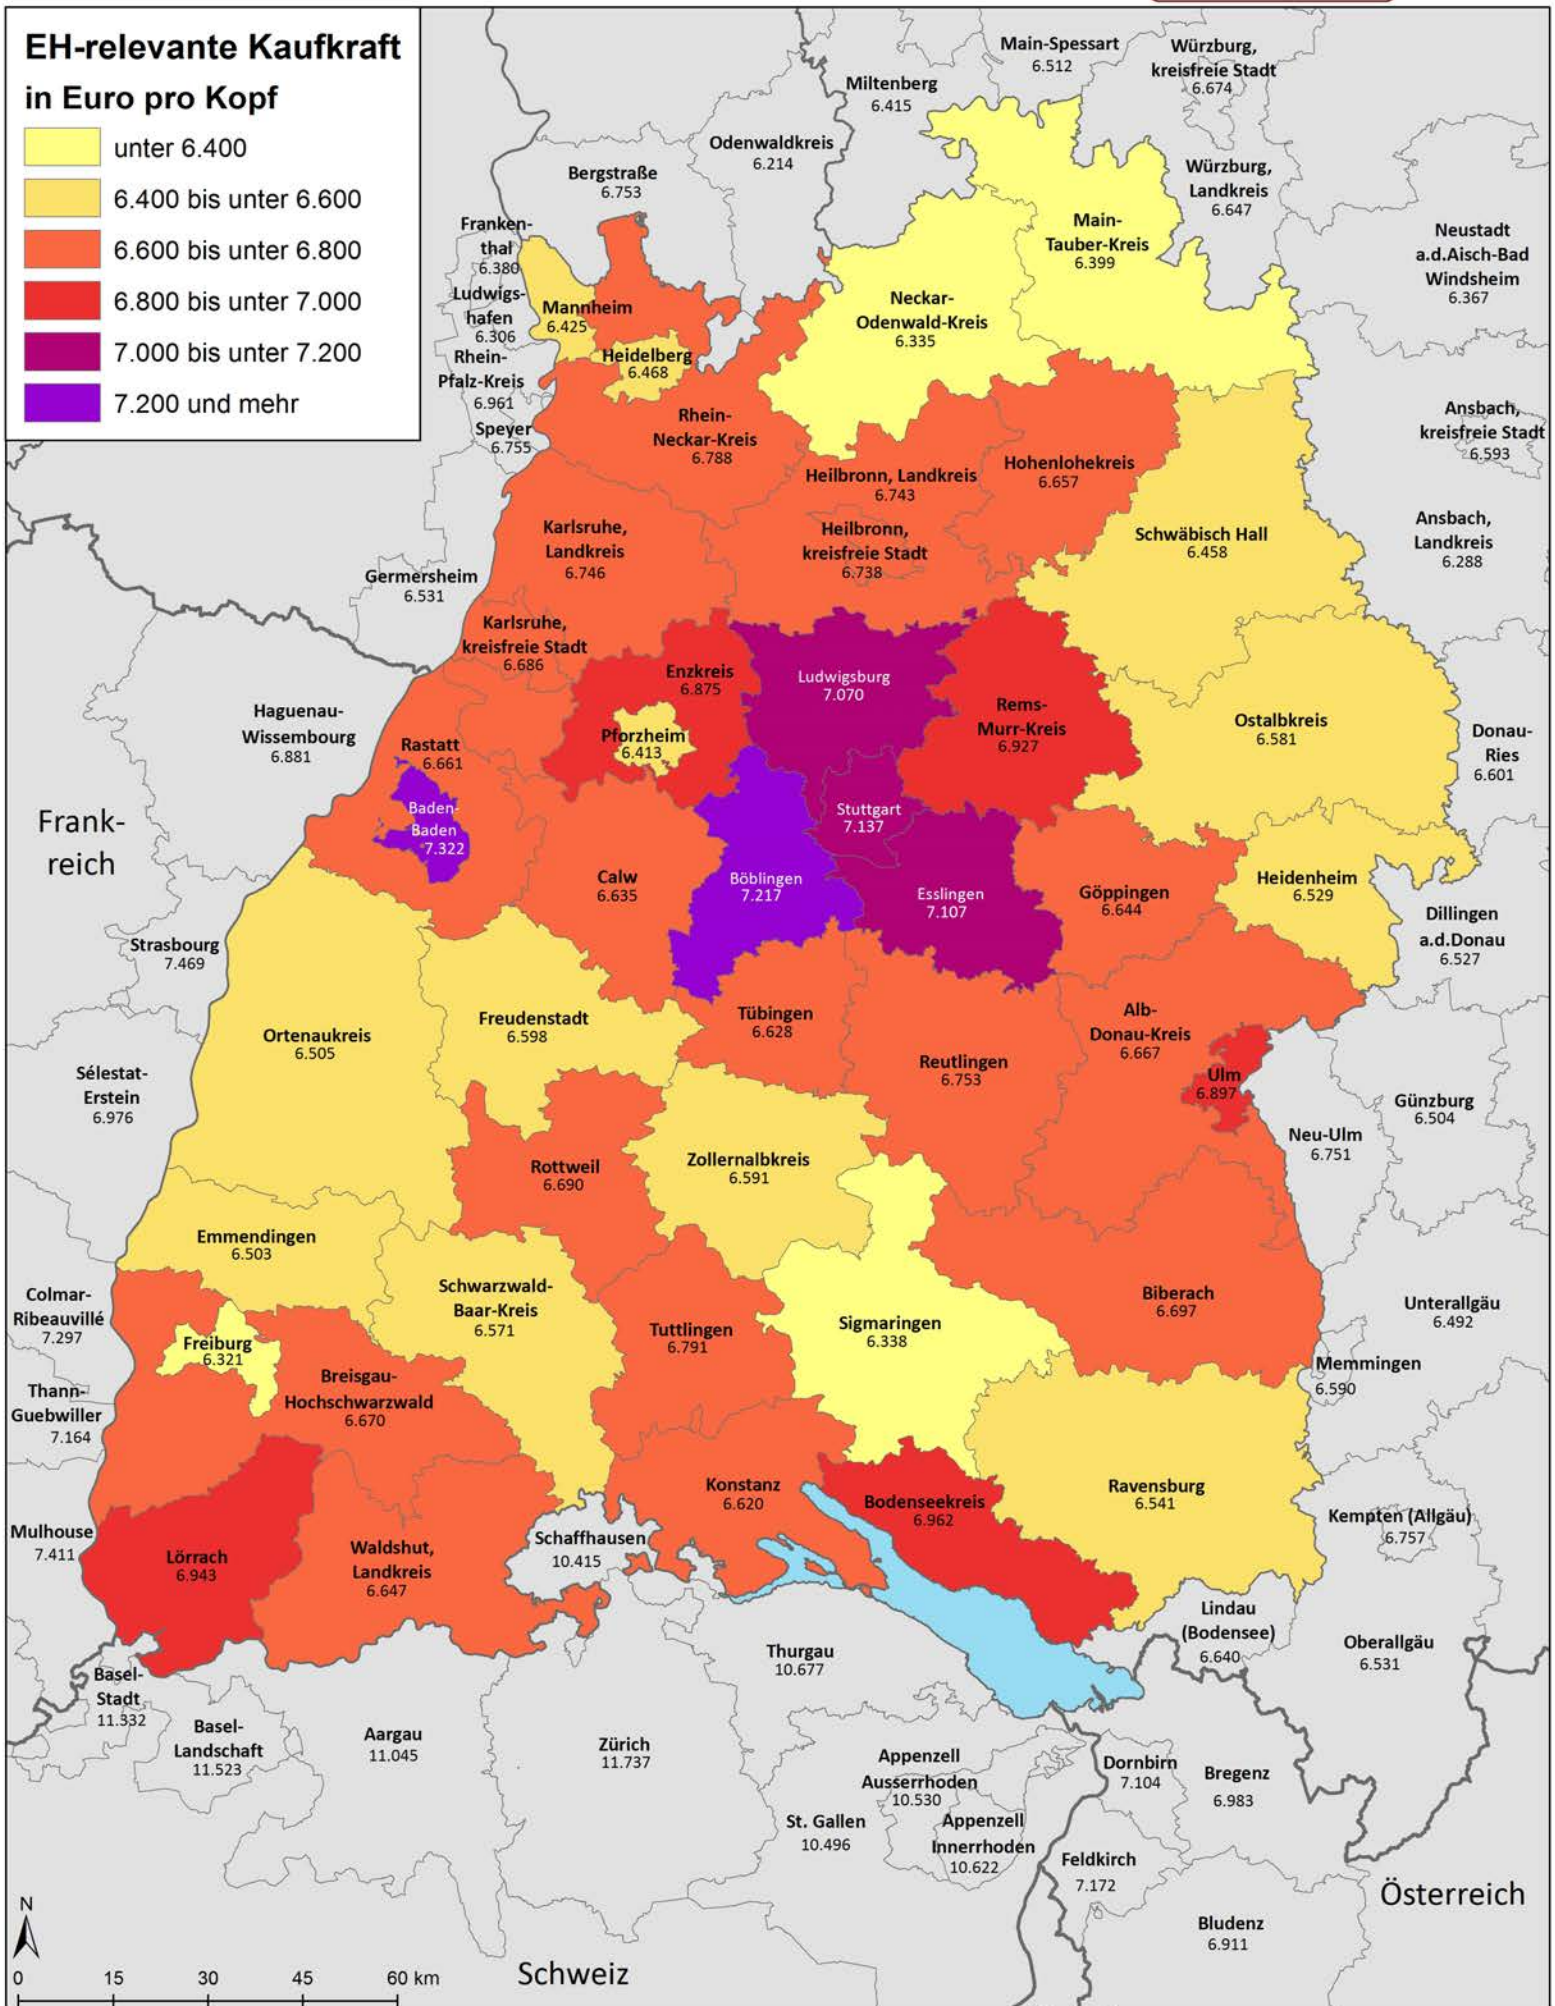 EH-relevante Kaufkraft
in Euro pro Kopf
unter 6.400
6.400 bis unter 6.600
6.600 bis unter 6.800
6.800 bis unter 7.000
7.000 bis unter 7.200
7.200 und mehr
Main-Spessart
6.512
Würzburg,
kreisfreie Stadt
6.674
Miltenberg
6.415
Odenwaldkreis
6.214
Bergstraße
6.753
Würzburg,
Landkreis
6.647
Main-
Tauber-Kreis
6.399
Neustadt
a.d.Aisch-Bad
Windsheim
6.367
Franken-
thal
6.380
Ludwigs-
hafen
6.306
Mannheim
6.425
Neckar-
Odenwald-Kreis
6.335
Heidelberg
6.468
Rhein-
Pfalz-Kreis
6.961
Speyer
6.755
Rhein-
Neckar-Kreis
6.788
Ansbach,
kreisfreie Stadt
6.593
Heilbronn, Landkreis
6.743
Hohenlohekreis
6.657
Karlsruhe,
Landkreis
6.746
Heilbronn,
kreisfreie Stadt
6.738
Schwäbisch Hall
6.458
Ansbach,
Landkreis
6.288
Germersheim
6.531
Karlsruhe,
kreisfreie Stadt
6.686
Enzkreis
6.875
Ludwigsburg
7.070
Rems-
Murr-Kreis
6.927
Ostalbkreis
6.581
Donau-
Ries
6.601
Haguenau-
Wissembourg
6.881
Rastatt
6.661
Pforzheim
6.413
Frank-
reich
Baden-
Baden
7.322
Stuttgart
7.137
Calw
6.635
Böblingen
7.217
Esslingen
7.107
Göppingen
6.644
Heidenheim
6.529
Dillingen
a.d.Donau
6.527
Strasbourg
7.469
Ortenaukreis
6.505
Freudenstadt
6.598
Tübingen
6.628
Reutlingen
6.753
Alb-
Donau-Kreis
6.667
Ulm
6.897
Sélestat-
Erstein
6.976
Günzburg
6.504
Neu-Ulm
6.751
Rottweil
6.690
Zollernalbkreis
6.591
Emmendingen
6.503
Schwarzwald-
Baar-Kreis
6.571
Colmar-
Ribeauvillé
7.297
Freiburg
6.321
Tuttlingen
6.791
Sigmaringen
6.338
Biberach
6.697
Unterallgäu
6.492
Memmingen
6.590
Thann-
Guebwiller
7.164
Breisgau-
Hochschwarzwald
6.670
Konstanz
6.620
Bodenseekreis
6.962
Ravensburg
6.541
Kempten (Allgäu)
6.757
Mulhouse
7.411
Lörrach
6.943
Waldshut,
Landkreis
6.647
Schaffhausen
10.415
Lindau
(Bodensee)
6.640
Oberallgäu
6.531
Thurgau
10.677
Basel-
Stadt
11.332
Basel-
Landschaft
11.523
Aargau
11.045
Zürich
11.737
Appenzell
Ausserrhoden
10.530
Dornbirn
7.104
Bregenz
6.983
St. Gallen
10.496
Appenzell
Innerrhoden
10.622
Feldkirch
7.172
Österreich
Bludenz
6.911
Schweiz
N
0 15 30 45 60 km